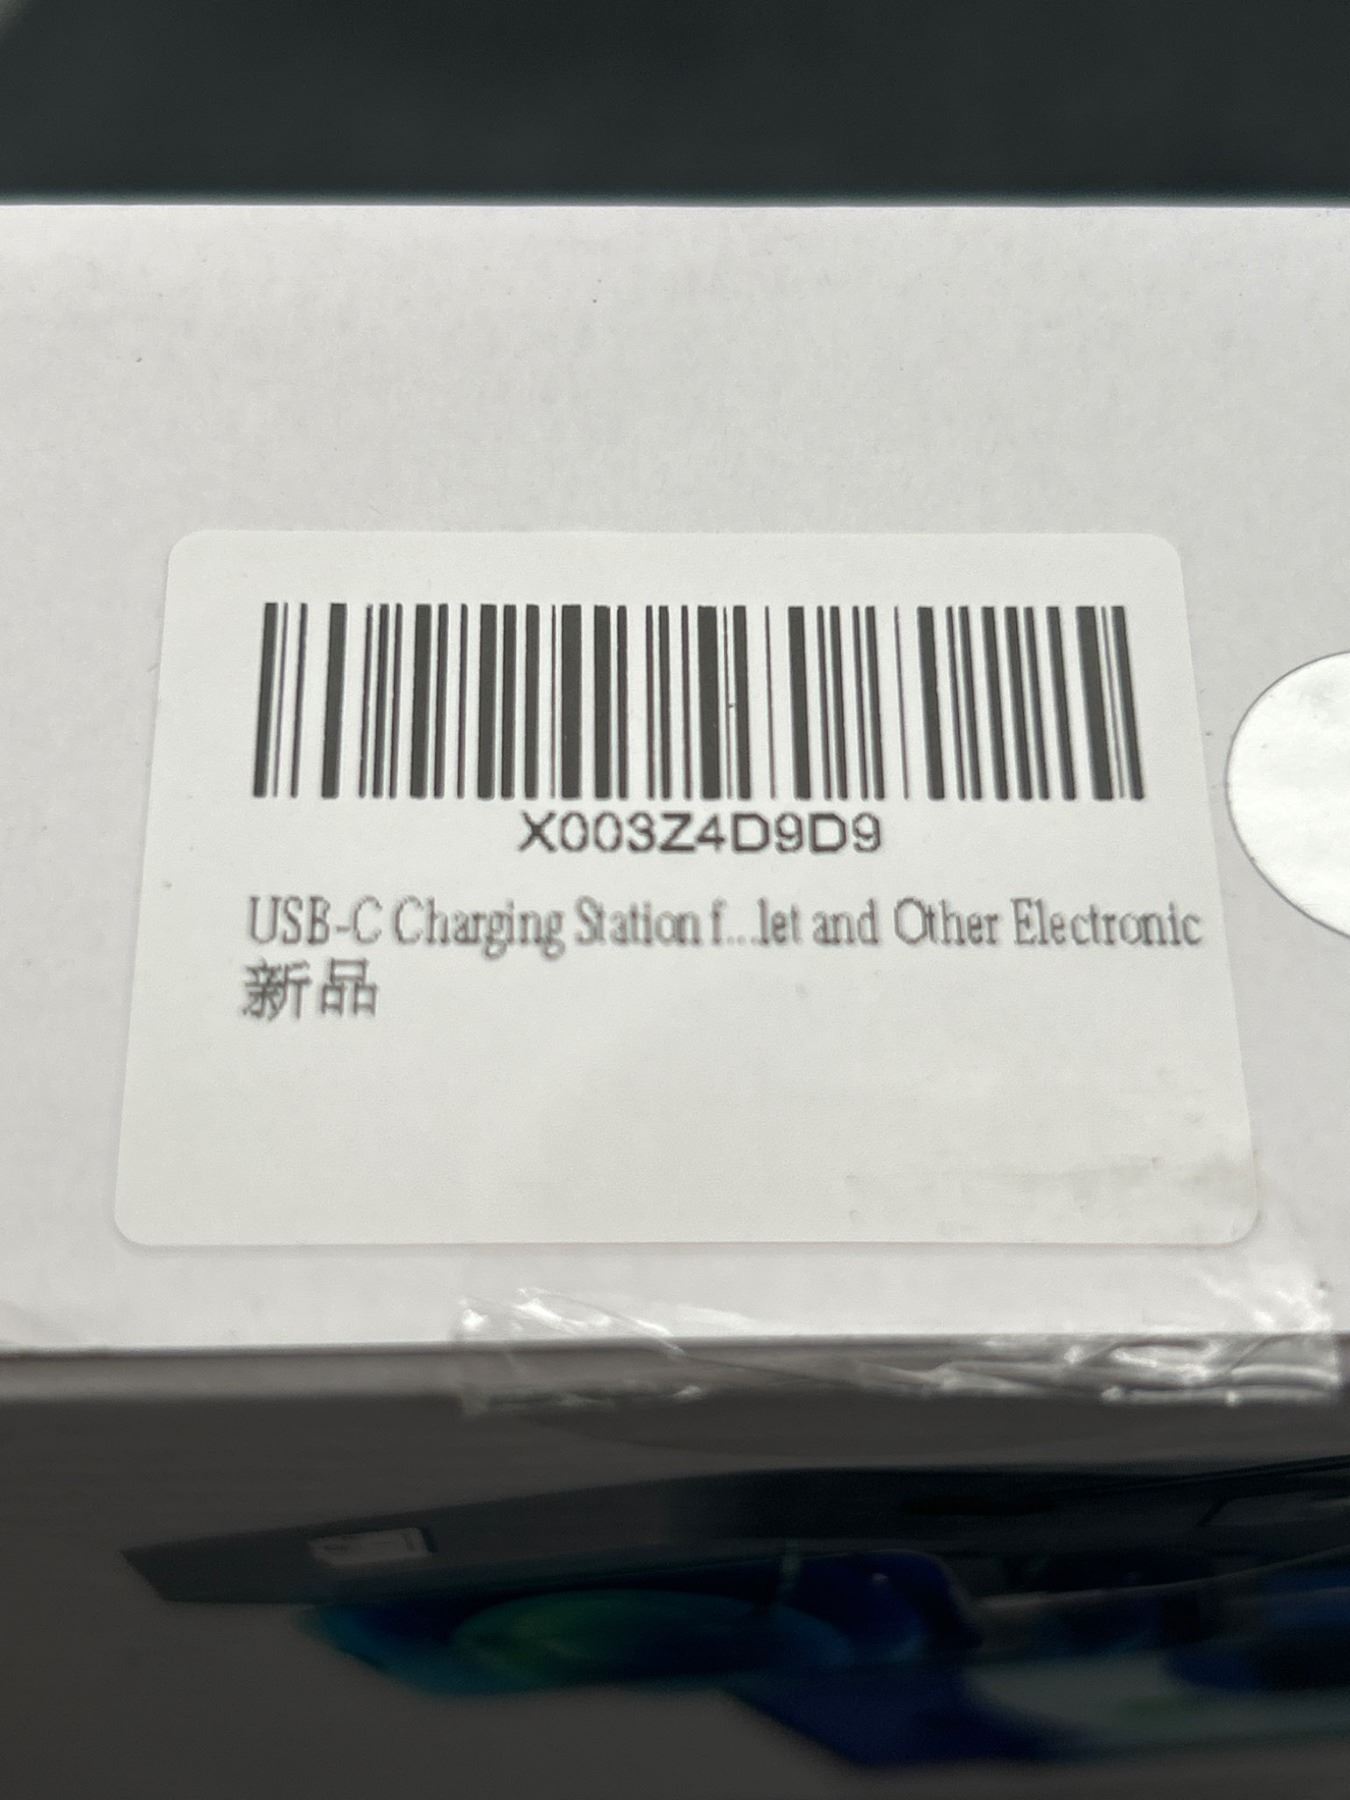 X003Z4D9D9
USB-C Charging Station f...let and Other Electronic
新品